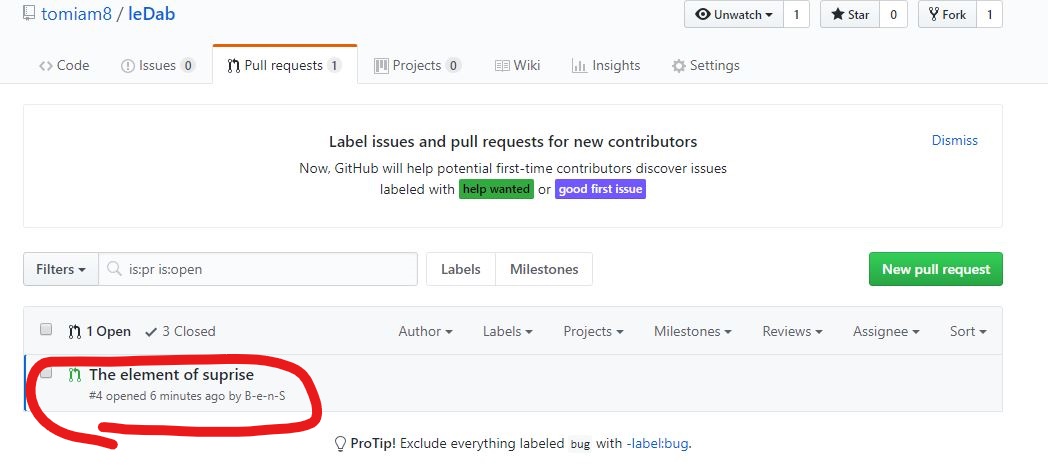 tomiam8 / leDab
Unwatch 1 Star 0 Fork 1
Code Issues 0 Pull requests 1 Projects 0 Wiki Insights Settings
Label issues and pull requests for new contributors
Dismiss
Now, GitHub will help potential first-time contributors discover issues
labeled with help wanted or good first issue
Filters is:pr is:open Labels Milestones New pull request
1 Open 3 Closed Author Labels Projects Milestones Reviews Assignee Sort
The element of suprise
#4 opened 6 minutes ago by B-e-n-S
ProTip! Exclude everything labeled bug with -label:bug.